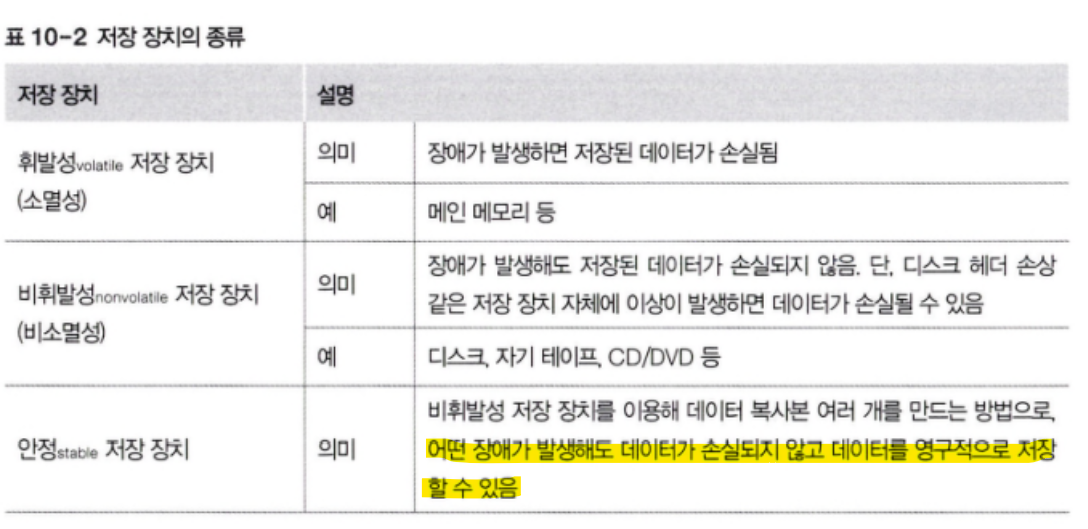 표 10-2 저장 장치의 종류
저장 장치 설명
휘발성volatile 저장 장치
(소멸성)
의미 장애가 발생하면 저장된 데이터가 손실됨
예 메인 메모리 등
비휘발성nonvolatile 저장 장치
(비소멸성)
의미 장애가 발생해도 저장된 데이터가 손실되지 않음. 단, 디스크 헤더 손상
같은 저장 장치 자체에 이상이 발생하면 데이터가 손실될 수 있음
예 디스크, 자기 테이프, CD/DVD 등
안정stable 저장 장치
의미 비휘발성 저장 장치를 이용해 데이터 복사본 여러 개를 만드는 방법으로,
어떤 장애가 발생해도 데이터가 손실되지 않고 데이터를 영구적으로 저장
할 수 있음